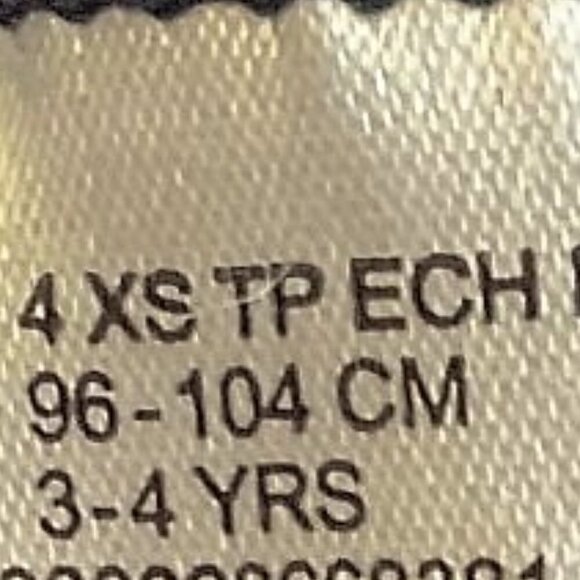 4 XS TP ECH
96-104 CM
3-4 YRS